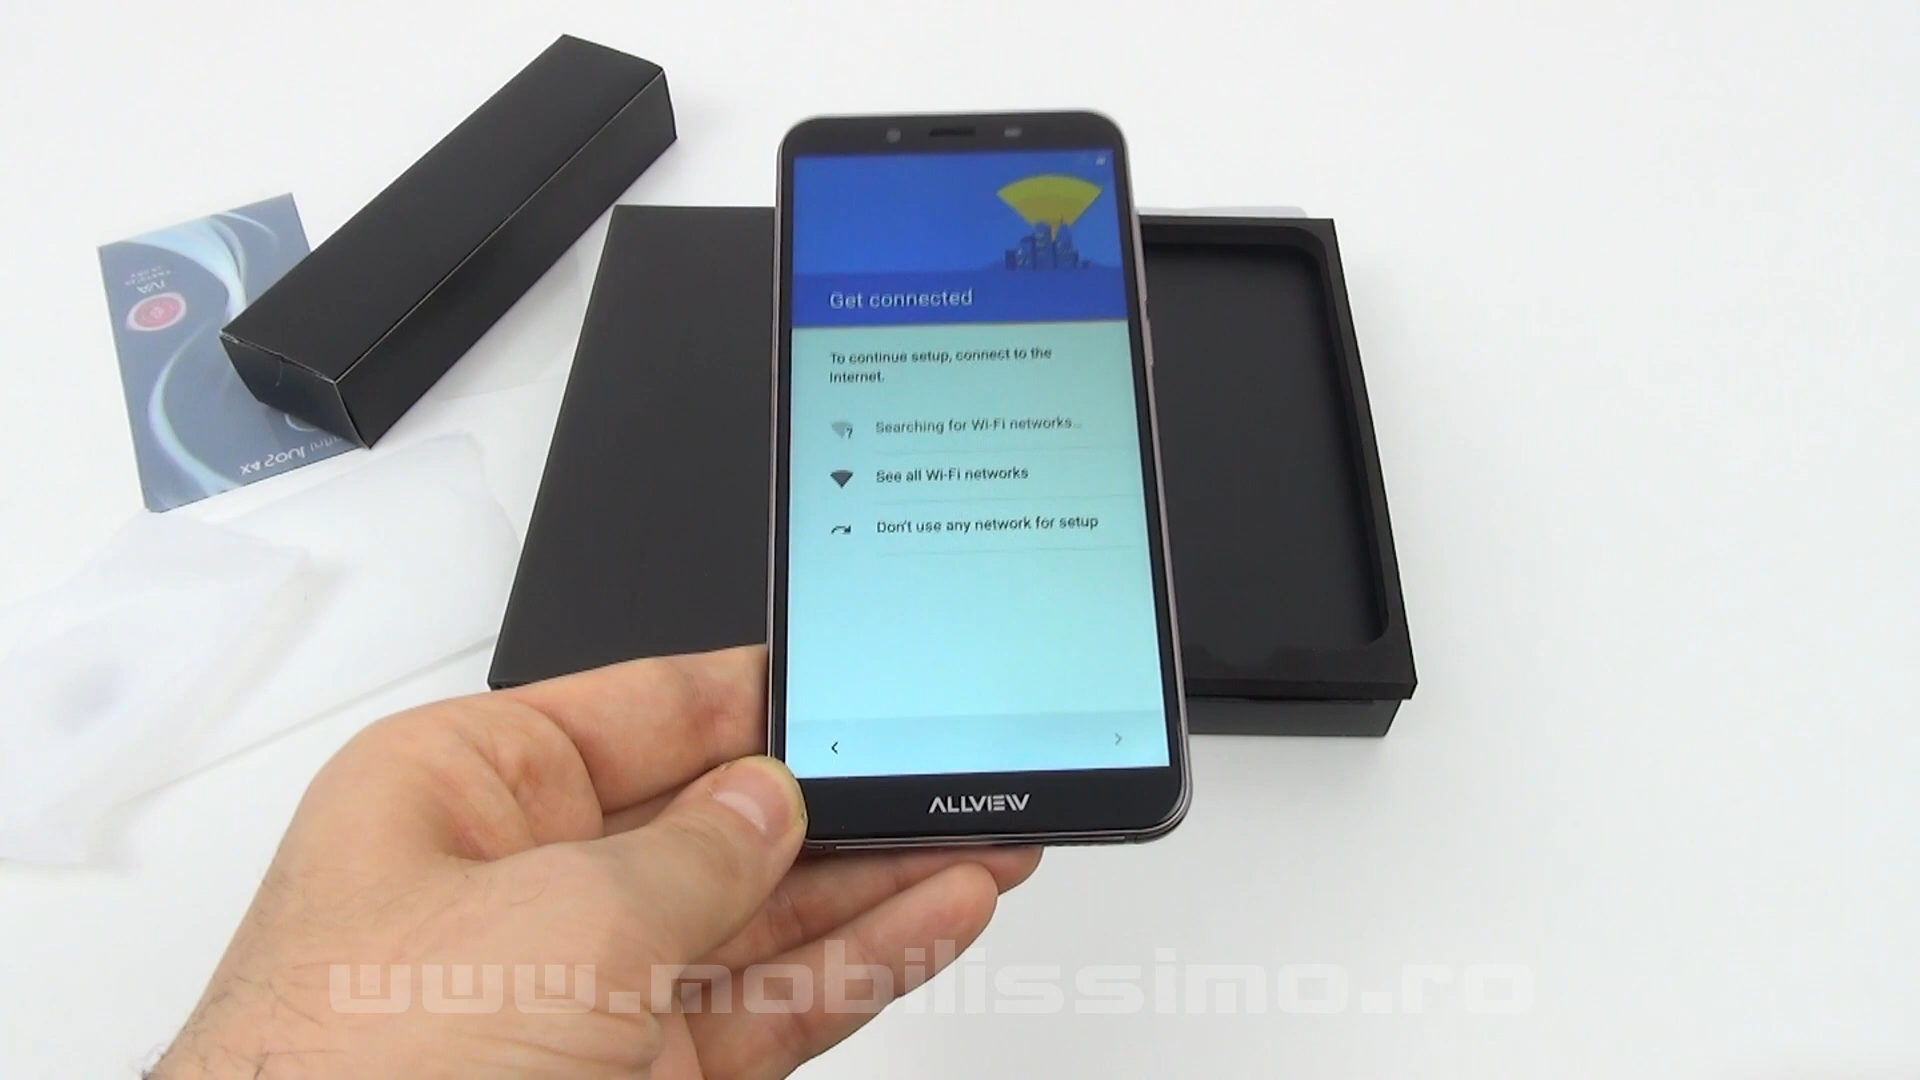 Get connected
To continue setup, connect to the
Internet.
Searching for Wi-Fi networks...
See all Wi-Fi networks
Don't use any network for setup
ALLVIEW
X4 SOUL
www.mobilissimo.ro